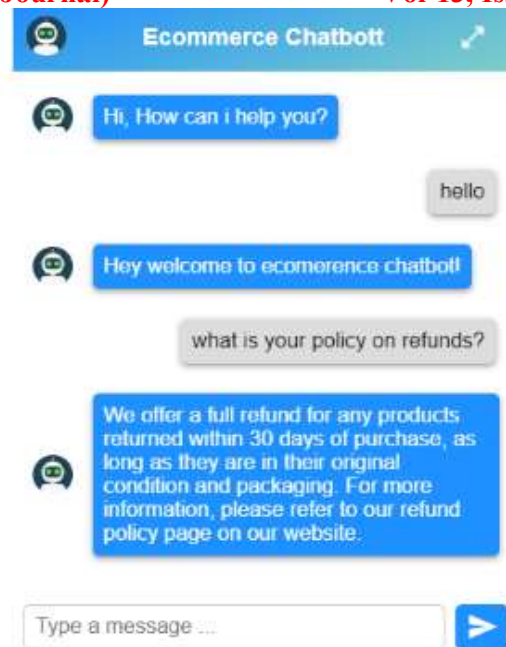 Ecommerce Chatbott
Hi, How can i help you?
hello
Hey welcome to ecomerence chatbot!
what is your policy on refunds?
We offer a full refund for any products
returned within 30 days of purchase, as
long as they are in their original
condition and packaging. For more
information, please refer to our refund
policy page on our website.
Type a message ...